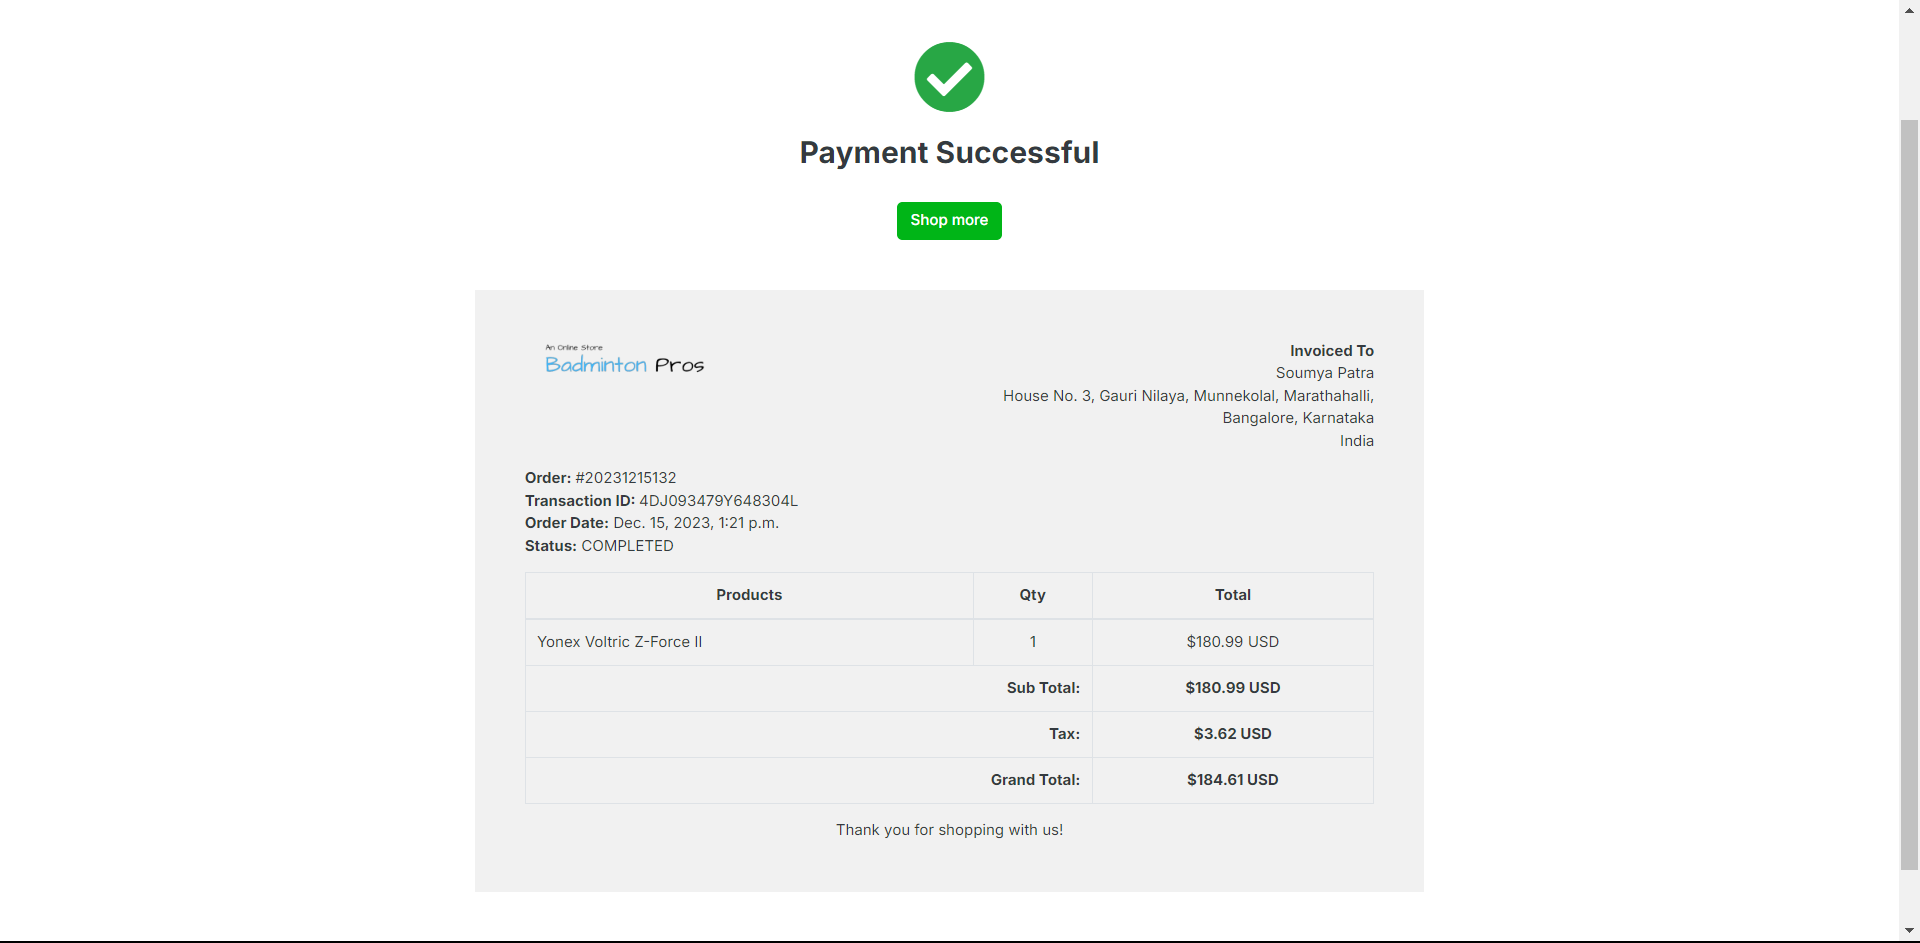 Payment Successful
Shop more
An Online Store
Badminton Pros
Invoiced To
Soumya Patra
House No. 3, Gauri Nilaya, Munnekolal, Marathahalli,
Bangalore, Karnataka
India
Order: #20231215132
Transaction ID: 4DJ093479Y648304L
Order Date: Dec. 15, 2023, 1:21 p.m.
Status: COMPLETED
Products Qty Total
Yonex Voltric Z-Force II 1 $180.99 USD
Sub Total: $180.99 USD
Tax: $3.62 USD
Grand Total: $184.61 USD
Thank you for shopping with us!